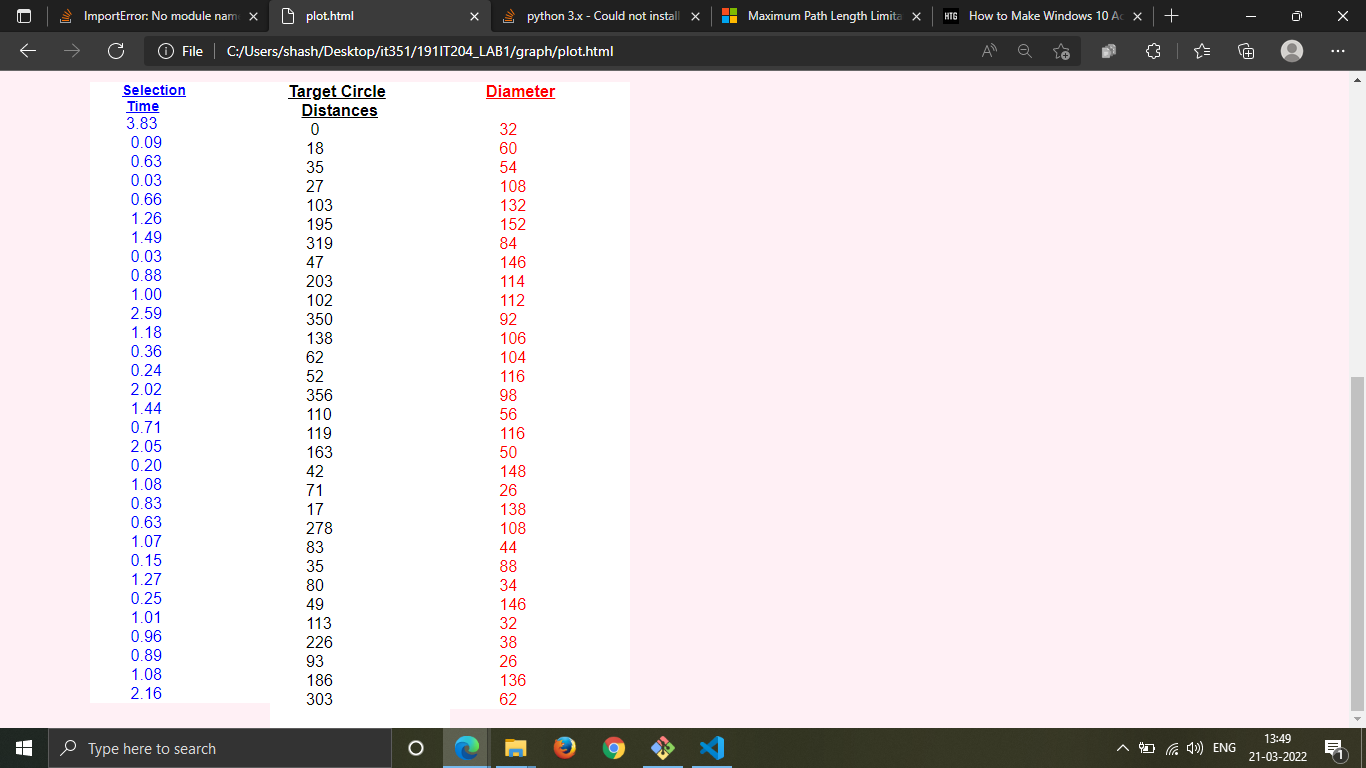 ImportError: No module nam
plot.html
python 3.x - Could not install
Maximum Path Length Limita
HTG
How to Make Windows 10 Ac
File
C:/Users/shash/Desktop/it351/191IT204_LAB1/graph/plot.html
Selection Time Target Circle Distances Diameter
3.83 0 32
0.09 18 60
0.63 35 54
0.03 27 108
0.66 103 132
1.26 195 152
1.49 319 84
0.03 47 146
0.88 203 114
1.00 102 112
2.59 350 92
1.18 138 106
0.36 62 104
0.24 52 116
2.02 356 98
1.44 110 56
0.71 119 116
2.05 163 50
0.20 42 148
1.08 71 26
0.83 17 138
0.63 278 108
1.07 83 44
0.15 35 88
1.27 80 34
0.25 49 146
1.01 113 32
0.96 226 38
0.89 93 26
1.08 186 136
2.16 303 62
Type here to search
ENG
13:49
21-03-2022
1